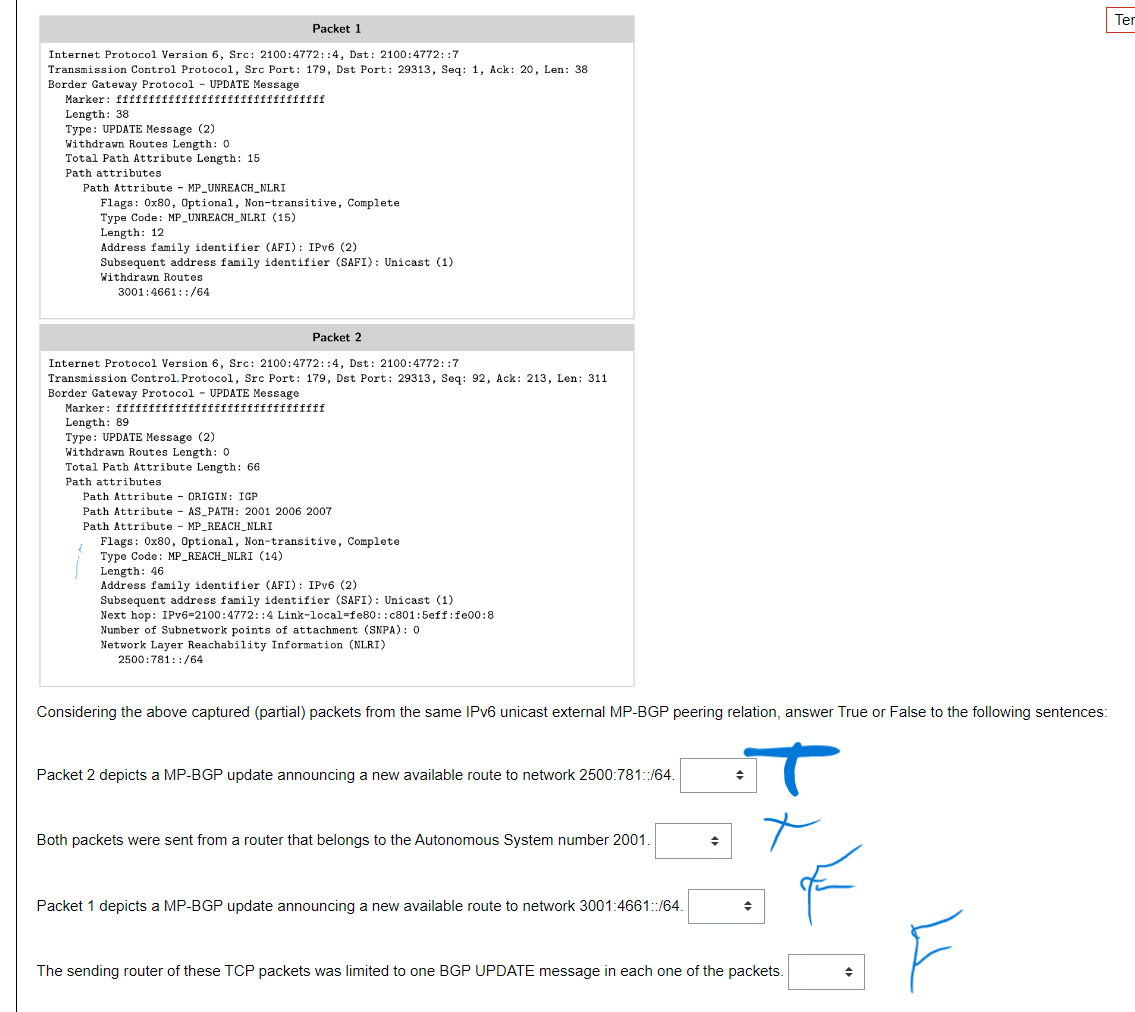 Ter
Packet 1
Internet Protocol Version 6, Src: 2100:4772::4, Dst: 2100:4772::7
Transmission Control Protocol, Src Port: 179, Dst Port: 29313, Seq: 1, Ack: 20, Len: 38
Border Gateway Protocol - UPDATE Message
Marker: ffffffffffffffffffffffffffffffff
Length: 38
Type: UPDATE Message (2)
Withdrawn Routes Length: 0
Total Path Attribute Length: 15
Path attributes
Path Attribute - MP_UNREACH_NLRI
Flags: 0x80, Optional, Non-transitive, Complete
Type Code: MP_UNREACH_NLRI (15)
Length: 12
Address family identifier (AFI): IPv6 (2)
Subsequent address family identifier (SAFI): Unicast (1)
Withdrawn Routes
3001:4661::/64
Packet 2
Internet Protocol Version 6, Src: 2100:4772::4, Dst: 2100:4772::7
Transmission Control Protocol, Src Port: 179, Dst Port: 29313, Seq: 92, Ack: 213, Len: 311
Border Gateway Protocol - UPDATE Message
Marker: ffffffffffffffffffffffffffffffff
Length: 89
Type: UPDATE Message (2)
Withdrawn Routes Length: 0
Total Path Attribute Length: 66
Path attributes
Path Attribute - ORIGIN: IGP
Path Attribute - AS_PATH: 2001 2006 2007
Path Attribute - MP_REACH_NLRI
Flags: 0x80, Optional, Non-transitive, Complete
Type Code: MP_REACH_NLRI (14)
Length: 46
Address family identifier (AFI): IPv6 (2)
Subsequent address family identifier (SAFI): Unicast (1)
Next hop: IPv6=2100:4772::4 Link-local=fe80::c801:5eff:fe00:8
Number of Subnetwork points of attachment (SNPA): 0
Network Layer Reachability Information (NLRI)
2500:781::/64
Considering the above captured (partial) packets from the same IPv6 unicast external MP-BGP peering relation, answer True or False to the following sentences:
Packet 2 depicts a MP-BGP update announcing a new available route to network 2500:781::/64. T
Both packets were sent from a router that belongs to the Autonomous System number 2001. T
Packet 1 depicts a MP-BGP update announcing a new available route to network 3001:4661::/64. F
The sending router of these TCP packets was limited to one BGP UPDATE message in each one of the packets. F